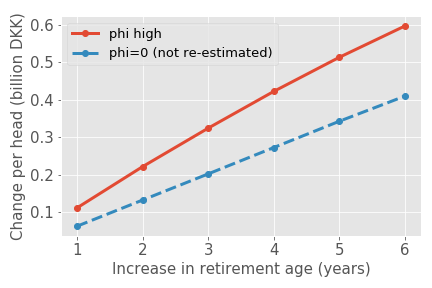 phi high
phi=0 (not re-estimated)
Change per head (billion DKK)
0.6
0.5
0.4
0.3
0.2
0.1
1 2 3 4 5 6
Increase in retirement age (years)